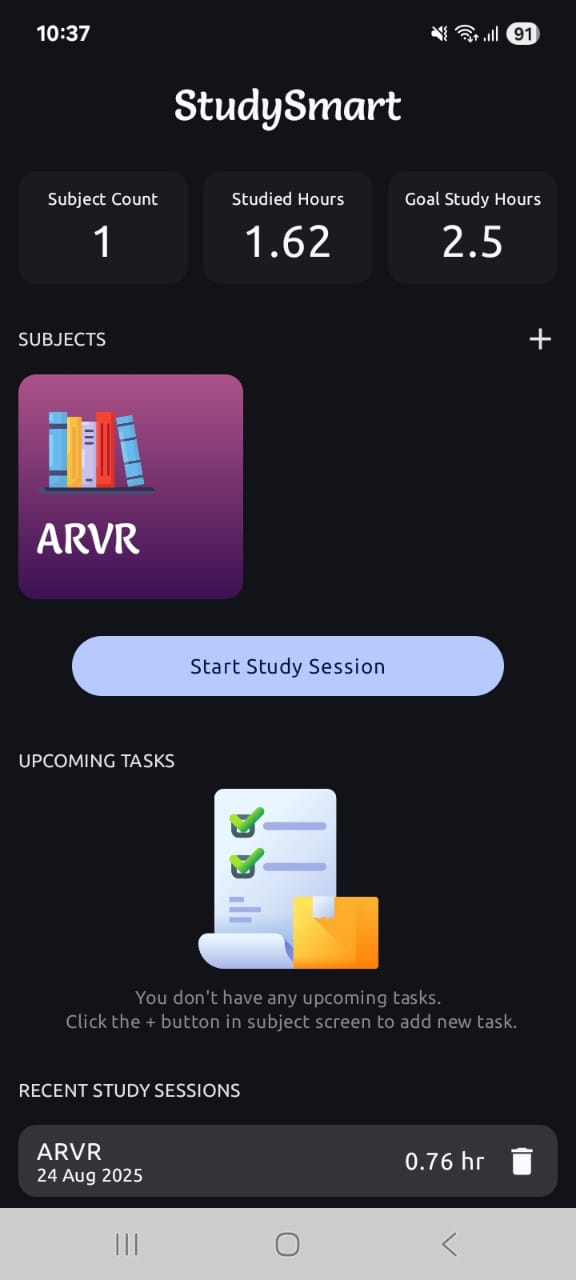 10:37
91
StudySmart
Subject Count
1
Studied Hours
1.62
Goal Study Hours
2.5
SUBJECTS
ARVR
Start Study Session
UPCOMING TASKS
You don't have any upcoming tasks.
Click the + button in subject screen to add new task.
RECENT STUDY SESSIONS
ARVR
0.76 hr
24 Aug 2025